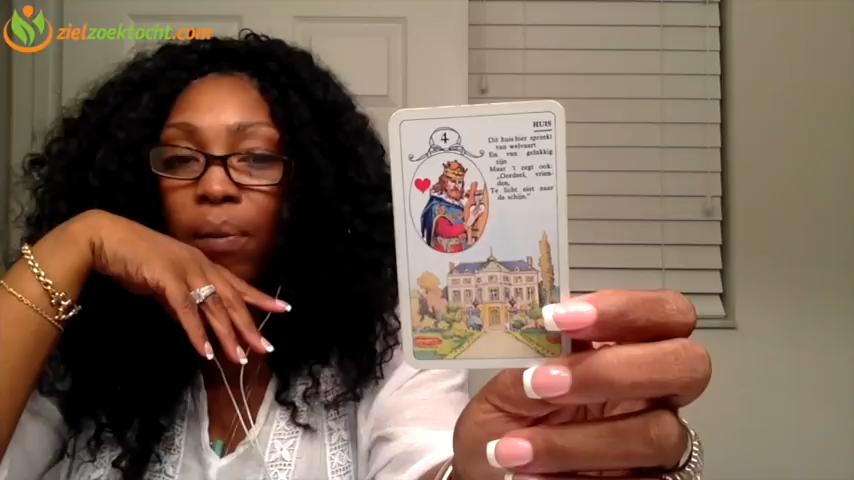 zielzoektocht.com
4
HUIS
Dit huis hier spreekt
van welvaart
En van gelukkig
zijn
Maar 't zegt ook:
„Oordeel, vrien-
den,
Te licht niet naar
de schijn."